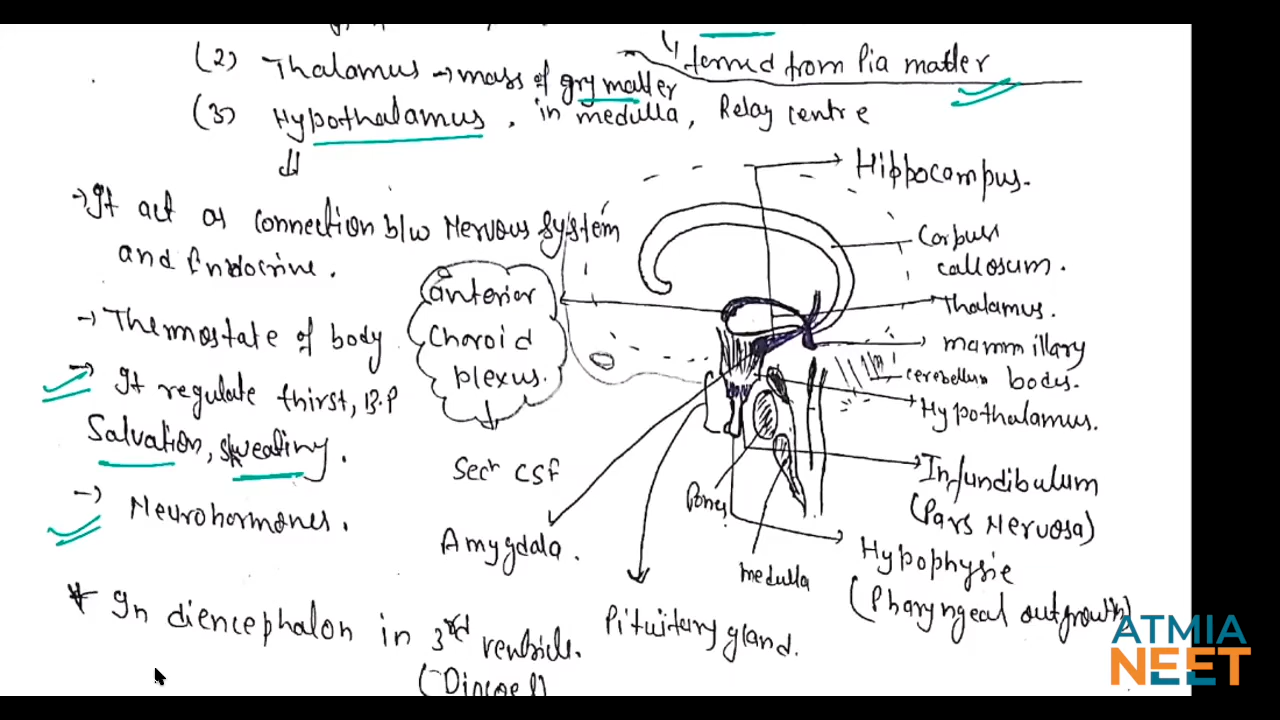 (2) Thalamus → mass of gry matter
↳ formed from Pia matter
(3) Hypothalamus, in medulla, Relay centre
→ It act as connection b/w Nervous system
and Endocrine.
→ Thermostate of body
→ It regulate thirst, B.P
Salvation, sweating.
→ Neurohormones.
anterior
Choroid
plexus.
Secn CSF
Amygdala.
Pituitary gland.
Pones
medulla
Hippocampus.
Corpus
callosum.
Thalamus.
mammillary
bodies.
cerebellum
Hypothalamus.
Infundibulum
(Pars Nervosa)
Hypophysie
(Pharyngeal outgrowth)
* In diencephalon in 3rd ventricle.
ATMIA
NEET